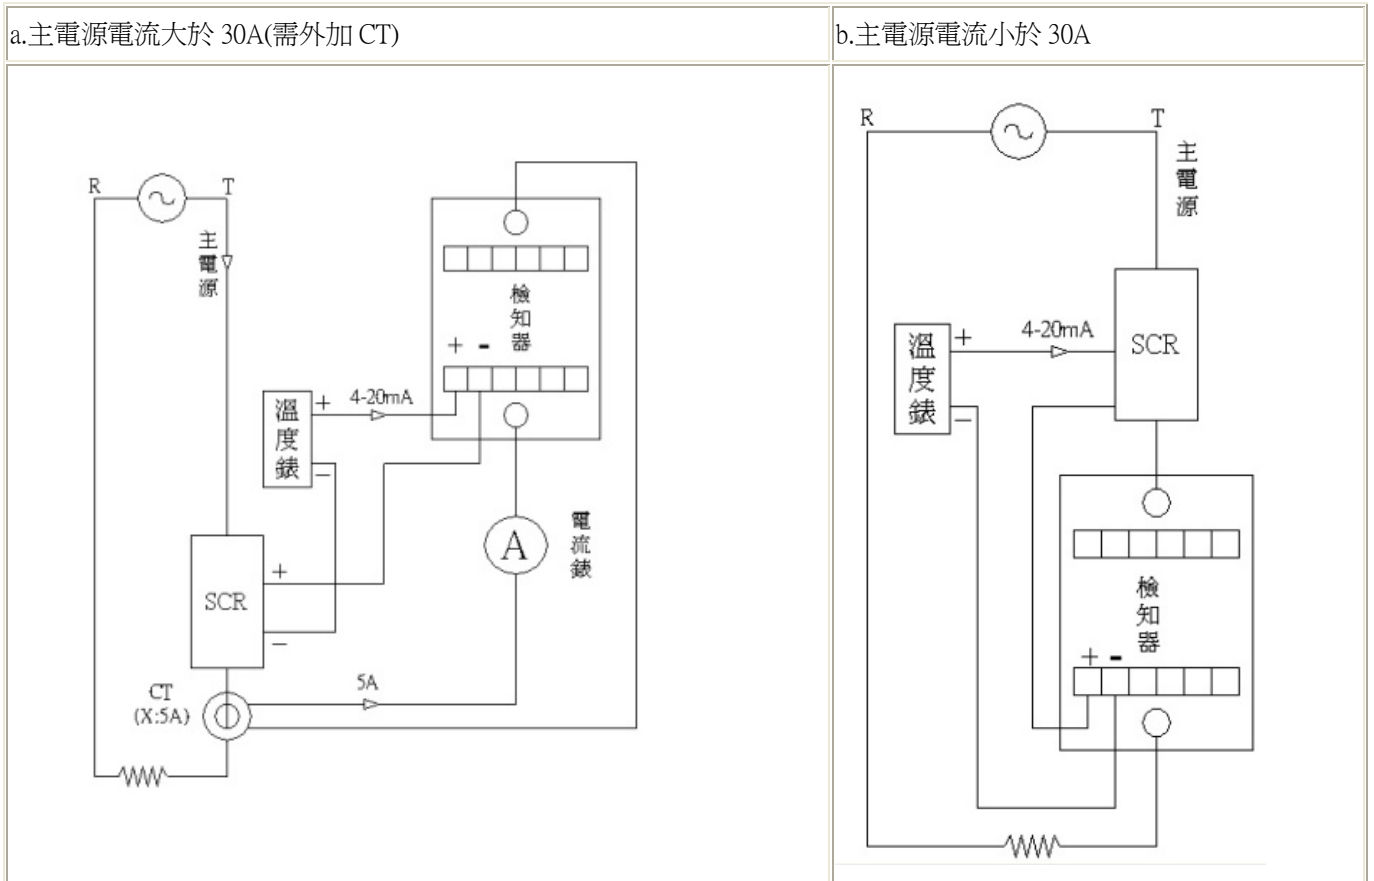 a.主電源電流大於 30A(需外加 CT)
b.主電源電流小於 30A
R
T
主電源
檢知器
+ -
溫度錶
+
4-20mA
-
SCR
+
-
A
電流錶
CT
(X:5A)
5A
R
T
主電源
SCR
溫度錶
+
4-20mA
-
檢知器
+ -